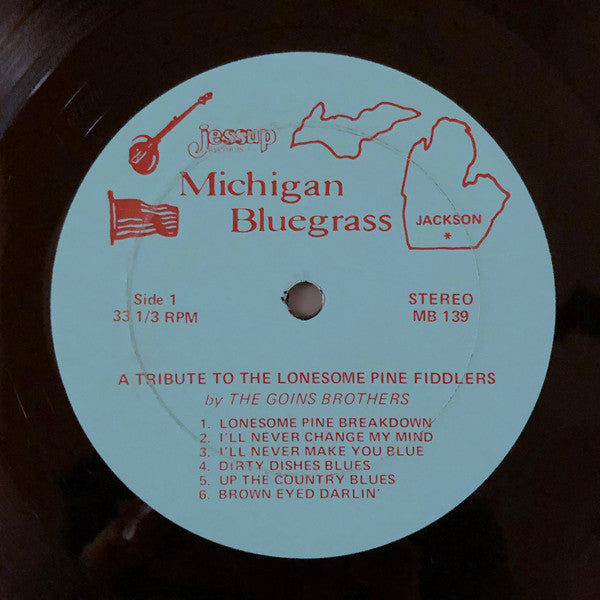 jessup
RECORDS
Michigan
Bluegrass
JACKSON
*
Side 1
33 1/3 RPM
STEREO
MB 139
A TRIBUTE TO THE LONESOME PINE FIDDLERS
by THE GOINS BROTHERS
1. LONESOME PINE BREAKDOWN
2. I'LL NEVER CHANGE MY MIND
3. I'LL NEVER MAKE YOU BLUE
4. DIRTY DISHES BLUES
5. UP THE COUNTRY BLUES
6. BROWN EYED DARLIN'